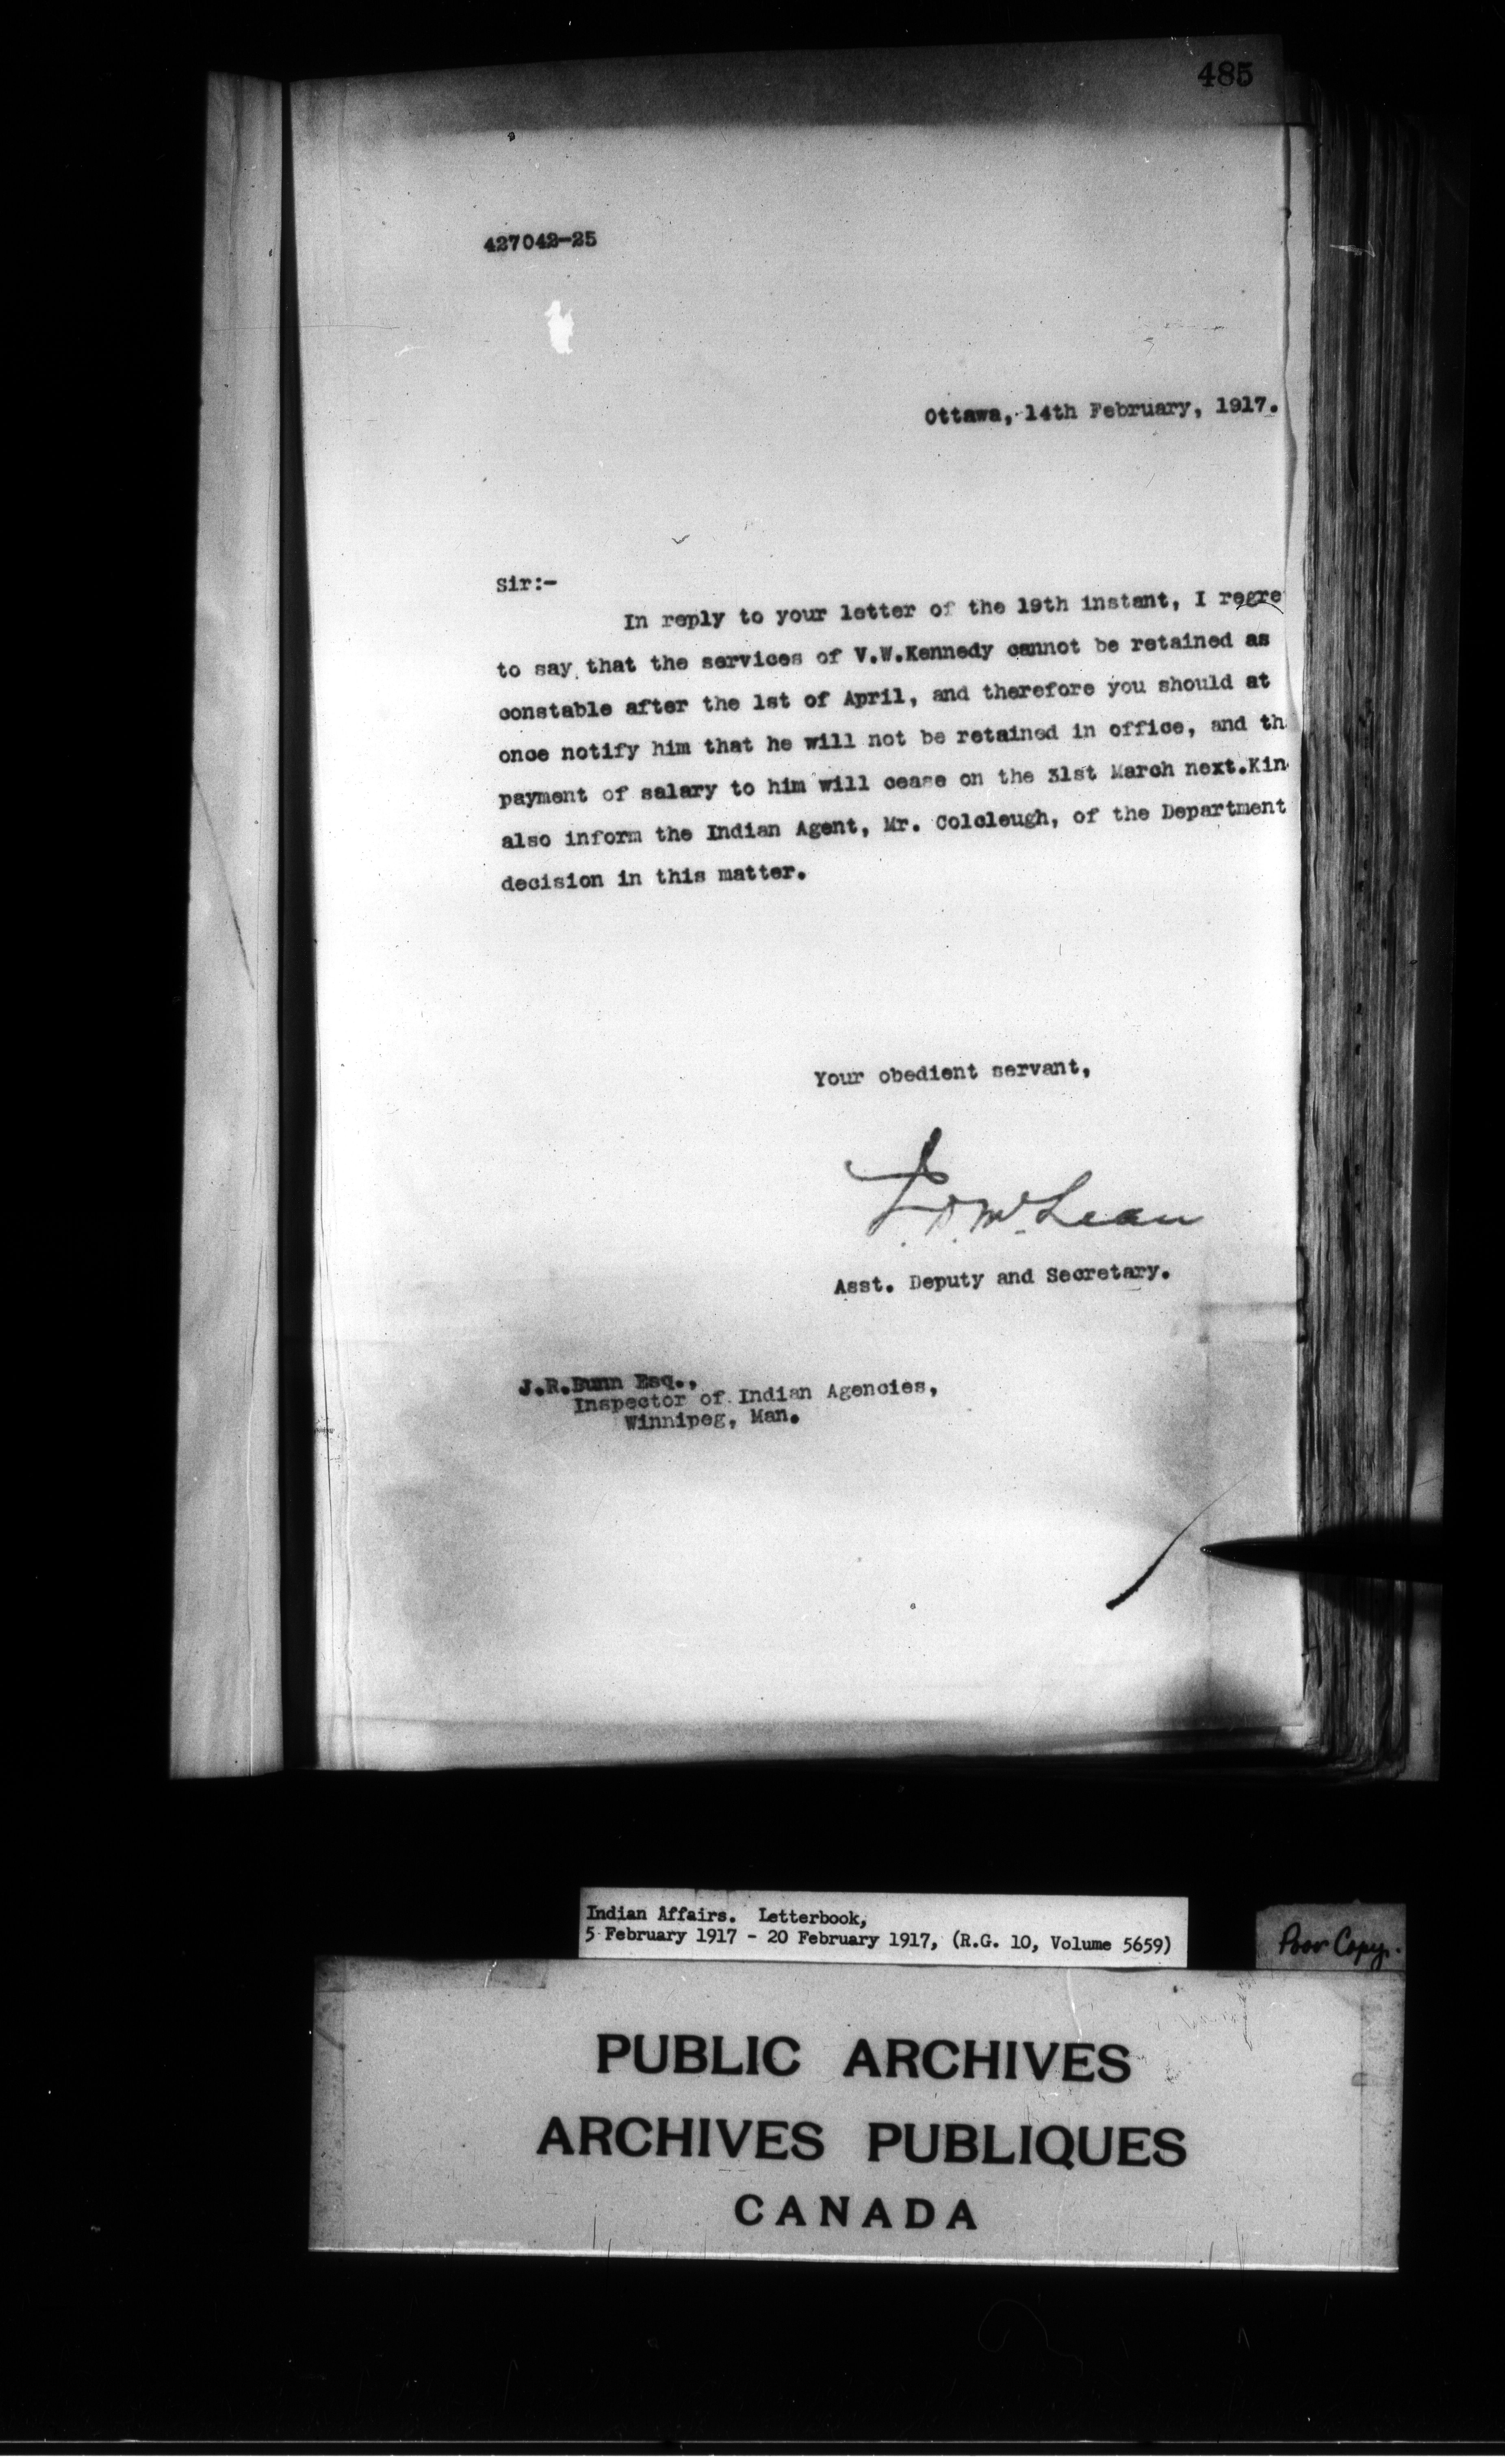 485
427042-25
Ottawa, 14th February, 1917.
Sir:-
In reply to your letter of the 19th instant, I regre
to say that the services of V.W.Kennedy cannot be retained as
constable after the 1st of April, and therefore you should at
once notify him that he will not be retained in office, and th
payment of salary to him will cease on the 31st March next.Kin
also inform the Indian Agent, Mr. Colcleugh, of the Department
decision in this matter.
Your obedient servant,
J. D. McLean
Asst. Deputy and Secretary.
J.R.Bunn Esq.,
Inspector of Indian Agencies,
Winnipeg, Man.
Indian Affairs. Letterbook,
5 February 1917 - 20 February 1917, (R.G. 10, Volume 5659)
Poor Copy.
PUBLIC ARCHIVES
ARCHIVES PUBLIQUES
CANADA